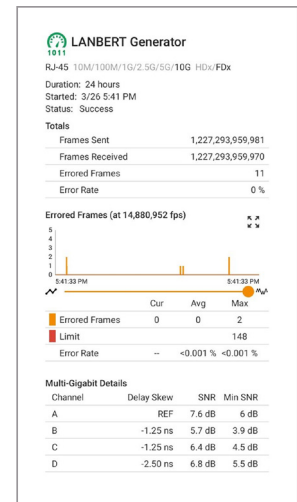 LANBERT Generator
1011
RJ-45 10M/100M/1G/2.5G/5G/10G HDx/FDx
Duration: 24 hours
Started: 3/26 5:41 PM
Status: Success
Totals
Frames Sent 1,227,293,959,981
Frames Received 1,227,293,959,970
Errored Frames 11
Error Rate 0 %
Errored Frames (at 14,880,952 fps)
5
4
3
2
1
0
5:41:33 PM 5:41:33 PM
Cur Avg Max
Errored Frames 0 0 2
Limit 148
Error Rate -- <0.001 % <0.001 %
Multi-Gigabit Details
Channel Delay Skew SNR Min SNR
A REF 7.6 dB 6 dB
B -1.25 ns 5.7 dB 3.9 dB
C -1.25 ns 6.4 dB 4.5 dB
D -2.50 ns 6.8 dB 5.5 dB